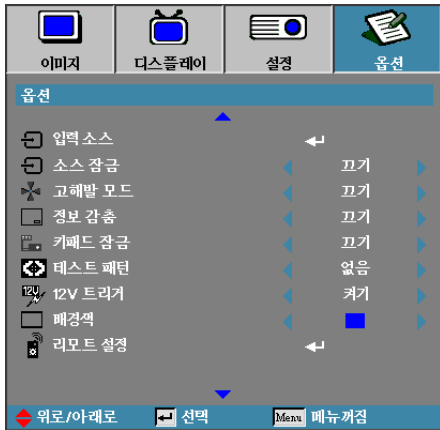 이미지 디스플레이 설정 옵션
옵션
입력 소스
소스 잠금 끄기
고해발 모드 끄기
정보 감춤 끄기
키패드 잠금 끄기
테스트 패턴 없음
12V 12V 트리거 켜기
배경색
리모트 설정
위로/아래로 선택 Menu 메뉴꺼짐